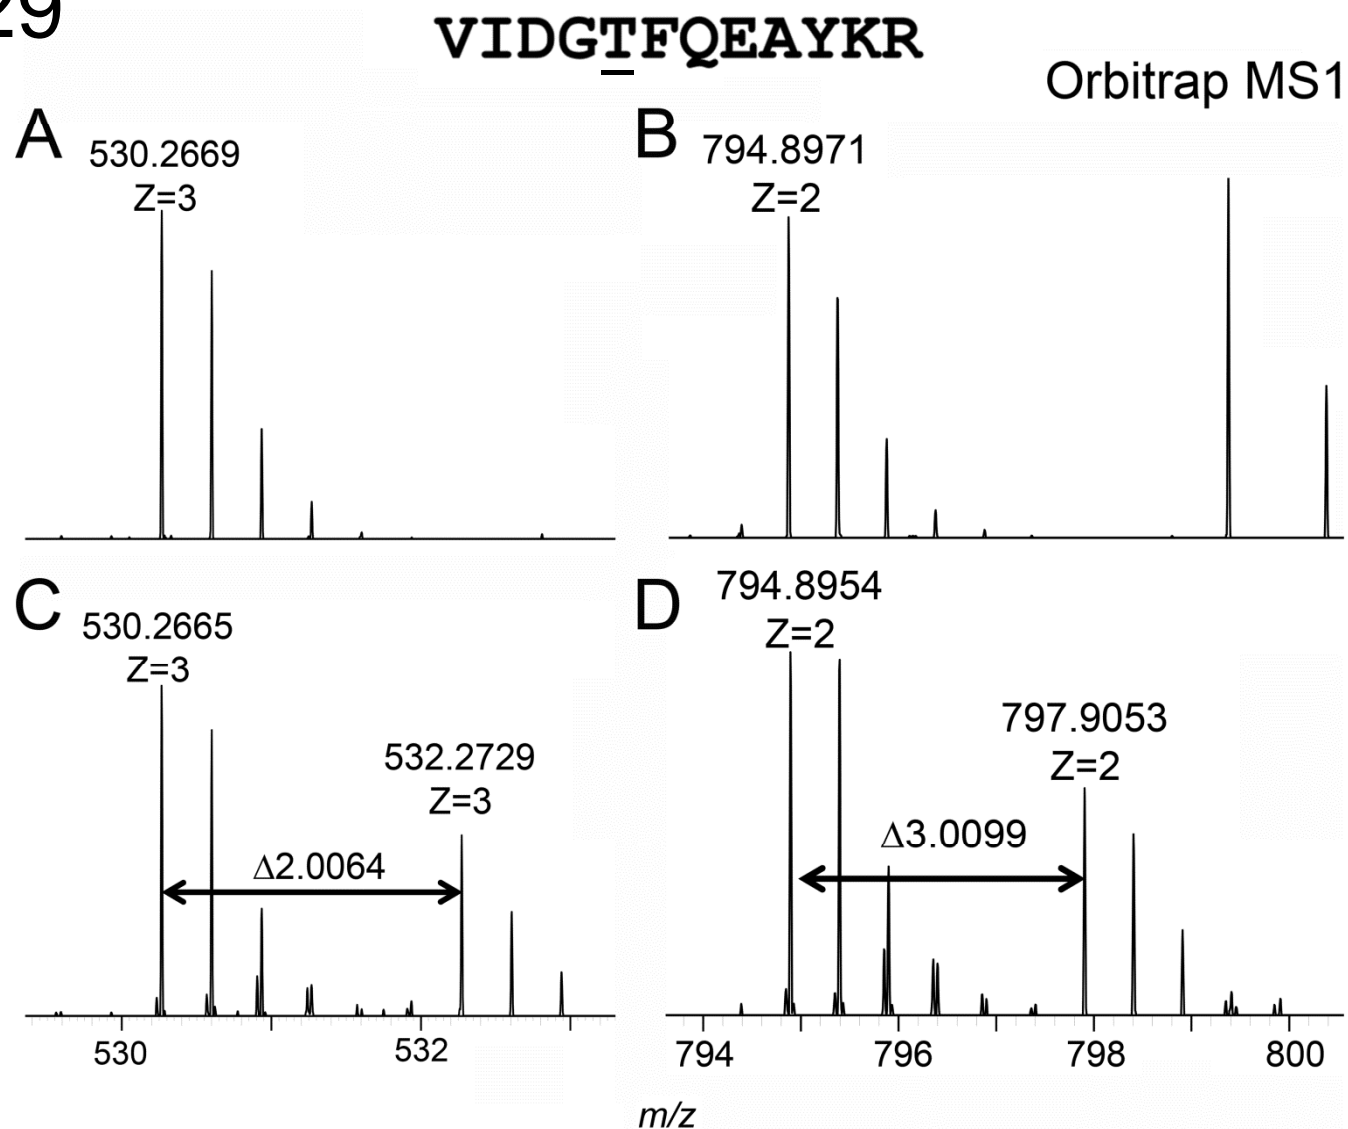 29
VIDGTFQEAYKR
Orbitrap MS1
A
530.2669
Z=3
B
794.8971
Z=2
C
530.2665
Z=3
532.2729
Z=3
Δ2.0064
D
794.8954
Z=2
797.9053
Z=2
Δ3.0099
530 532
794 796 798 800
m/z